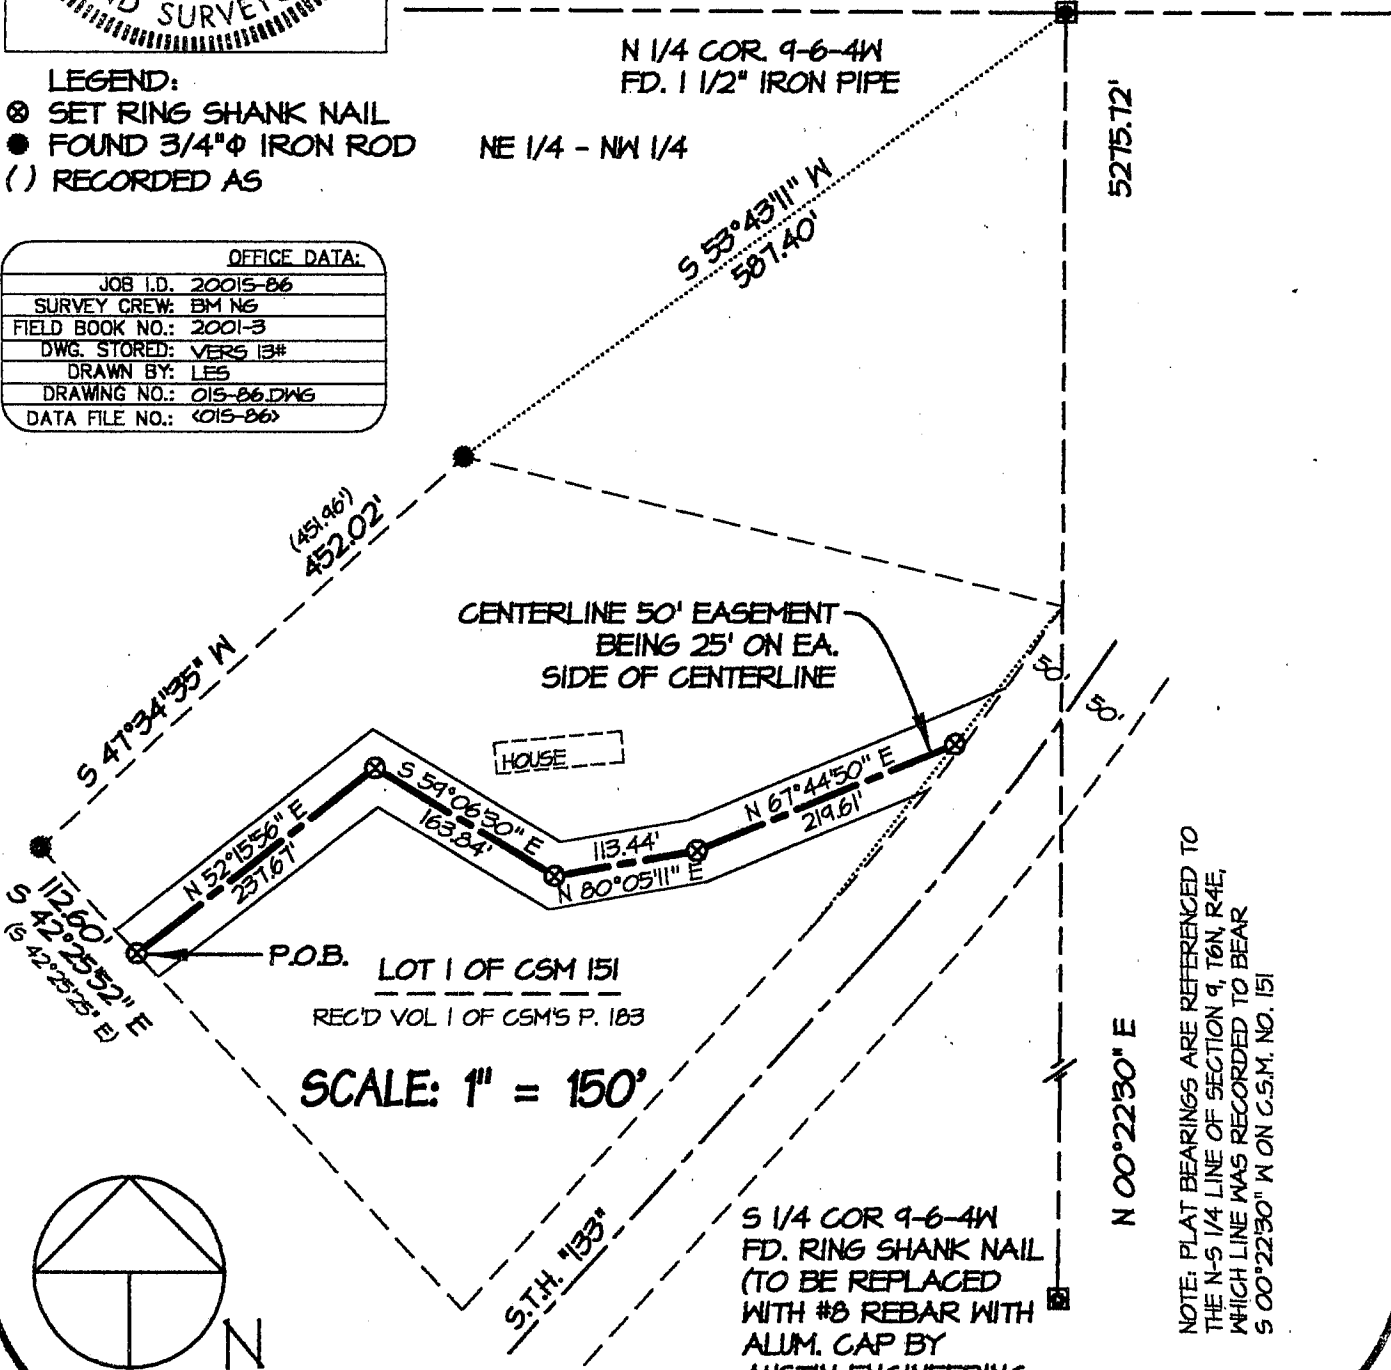 SURVEY
N 1/4 COR. 9-6-4W
FD. 1 1/2" IRON PIPE
LEGEND:
⊗ SET RING SHANK NAIL
● FOUND 3/4"Φ IRON ROD
( ) RECORDED AS
NE 1/4 - NW 1/4
5275.72'
S 53°43'11" W
587.40'
OFFICE DATA:
JOB I.D. 2001S-86
SURVEY CREW: BM NG
FIELD BOOK NO.: 2001-3
DWG. STORED: VERS 13#
DRAWN BY: LES
DRAWING NO.: 01S-86.DWG
DATA FILE NO.: <01S-86>
(451.96')
452.02'
S 47°34'35" W
CENTERLINE 50' EASEMENT
BEING 25' ON EA.
SIDE OF CENTERLINE
50'
50'
HOUSE
N 52°15'56" E
237.67'
S 59°06'30" E
163.84'
113.44'
N 80°05'11" E
N 67°44'50" E
219.61'
112.60'
S 42°25'52" E
(S 42°25'25" E)
P.O.B.
LOT 1 OF CSM 151
REC'D VOL 1 OF CSM'S P. 183
SCALE: 1" = 150'
N
S.T.H. "133"
S 1/4 COR 9-6-4W
FD. RING SHANK NAIL
(TO BE REPLACED
WITH #8 REBAR WITH
ALUM. CAP BY
AUSTIN ENGINEERING
N 00°22'30" E
NOTE: PLAT BEARINGS ARE REFERENCED TO
THE N-S 1/4 LINE OF SECTION 9, T6N, R4E,
WHICH LINE WAS RECORDED TO BEAR
S 00°22'30" W ON C.S.M. NO. 151